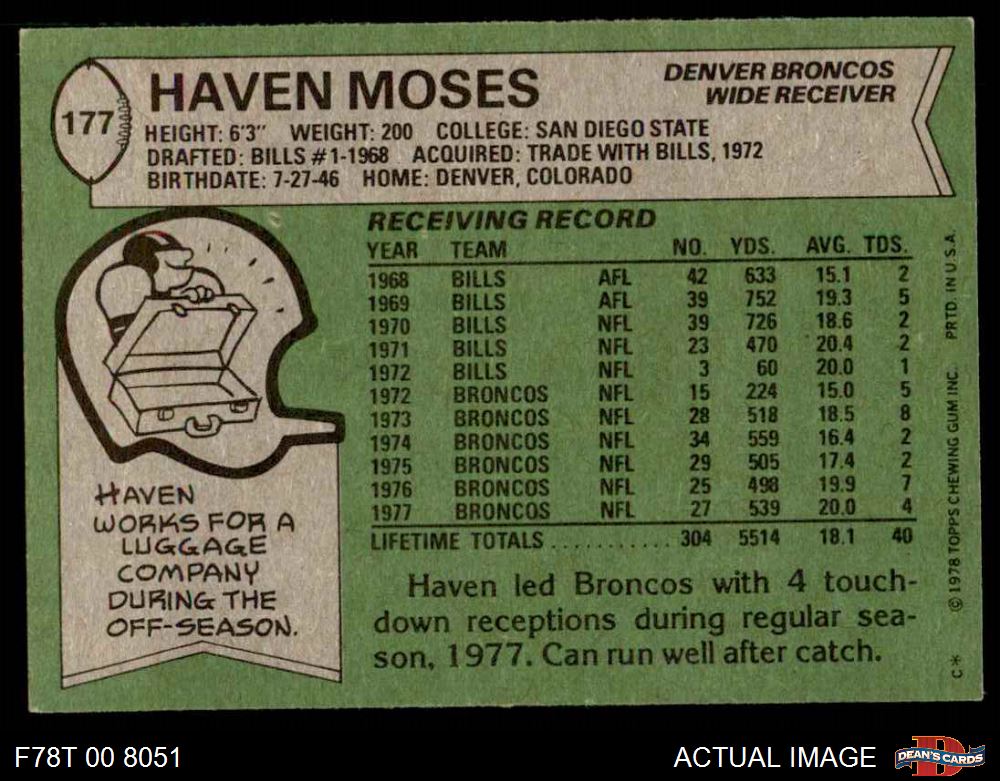 177
HAVEN MOSES
DENVER BRONCOS
WIDE RECEIVER
HEIGHT: 6'3" WEIGHT: 200 COLLEGE: SAN DIEGO STATE
DRAFTED: BILLS #1-1968 ACQUIRED: TRADE WITH BILLS, 1972
BIRTHDATE: 7-27-46 HOME: DENVER, COLORADO
RECEIVING RECORD
YEAR TEAM NO. YDS. AVG. TDS.
1968 BILLS AFL 42 633 15.1 2
1969 BILLS AFL 39 752 19.3 5
1970 BILLS NFL 39 726 18.6 2
1971 BILLS NFL 23 470 20.4 2
1972 BILLS NFL 3 60 20.0 1
1972 BRONCOS NFL 15 224 15.0 5
1973 BRONCOS NFL 28 518 18.5 8
1974 BRONCOS NFL 34 559 16.4 2
1975 BRONCOS NFL 29 505 17.4 2
1976 BRONCOS NFL 25 498 19.9 7
1977 BRONCOS NFL 27 539 20.0 4
LIFETIME TOTALS ........... 304 5514 18.1 40
HAVEN
WORKS FOR A
LUGGAGE
COMPANY
DURING THE
OFF-SEASON.
Haven led Broncos with 4 touch-
down receptions during regular sea-
son, 1977. Can run well after catch.
C* © 1978 TOPPS CHEWING GUM INC. PRTD. IN U.S.A.
F78T 00 8051
ACTUAL IMAGE
D
DEAN'S CARDS